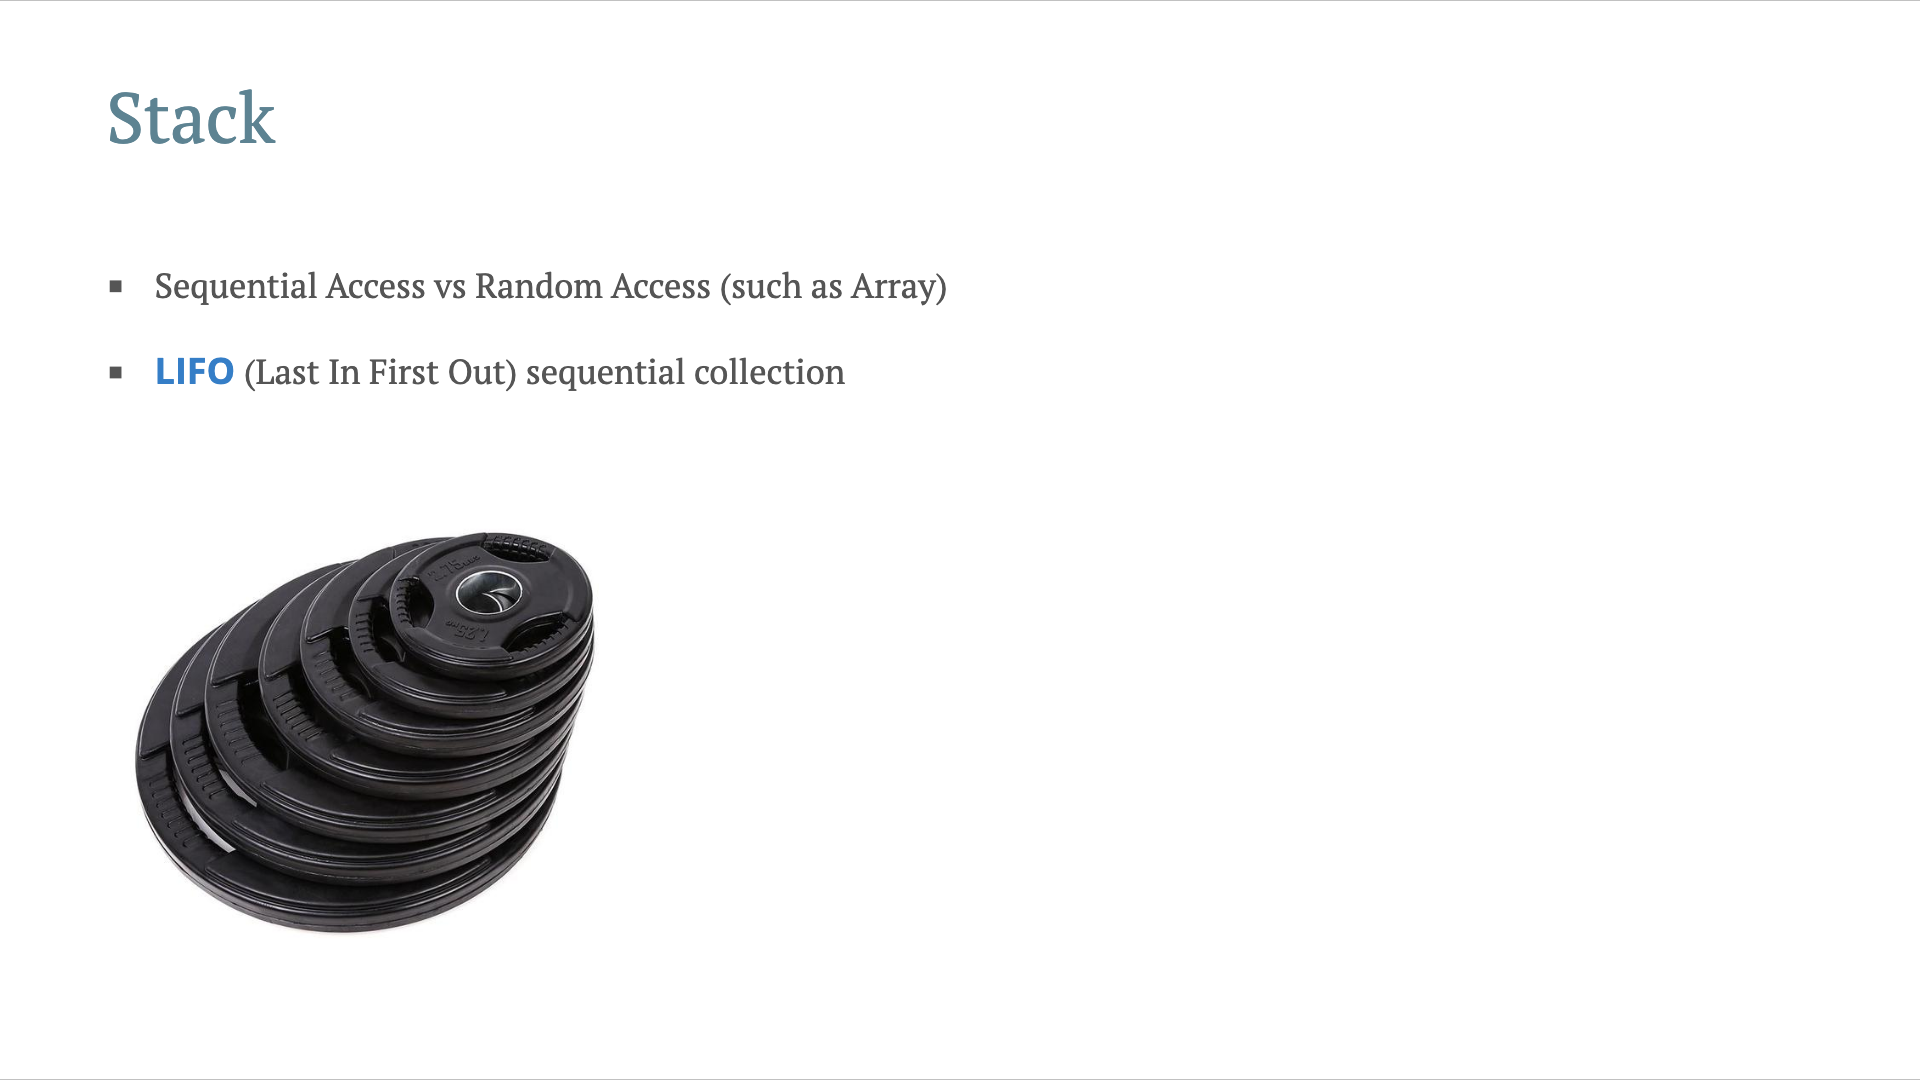 Stack
▪ Sequential Access vs Random Access (such as Array)
▪ LIFO (Last In First Out) sequential collection